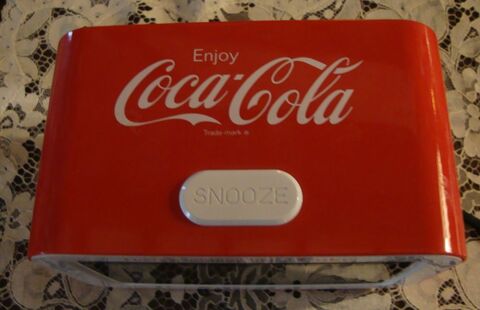 Enjoy
Coca-Cola
Trade-mark ®
SNOOZE